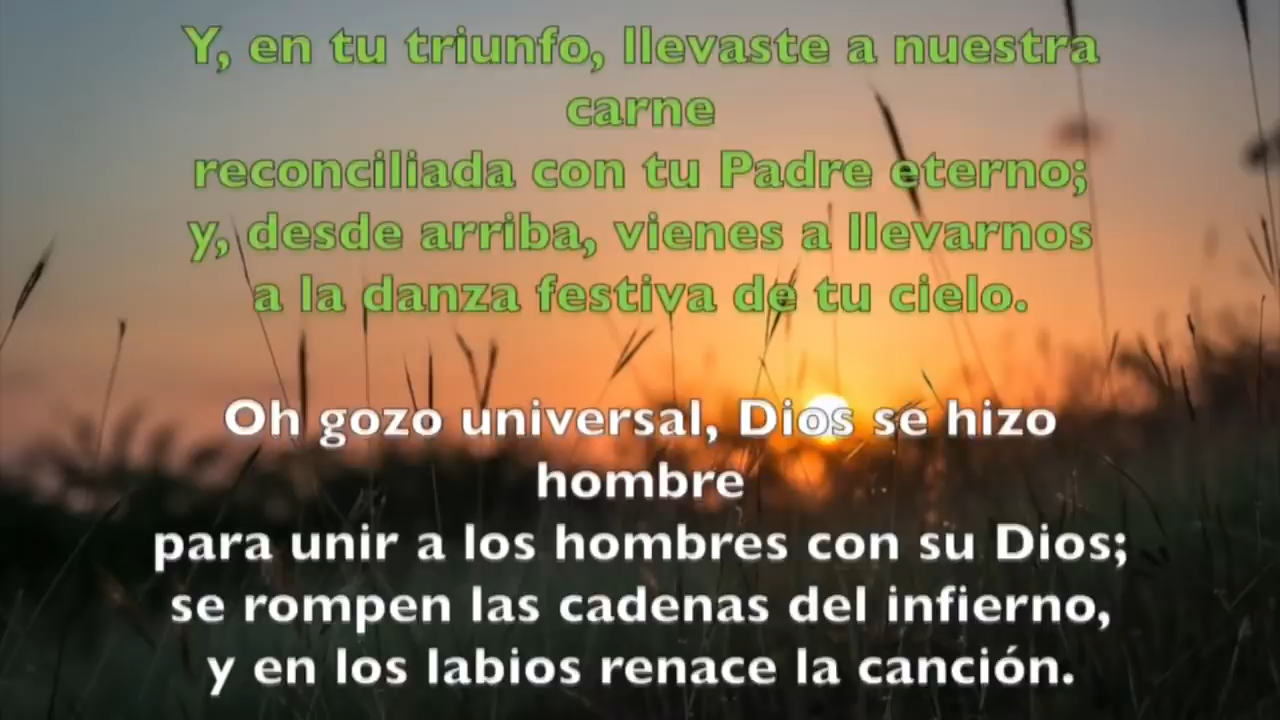 Y, en tu triunfo, llevaste a nuestra
carne
reconciliada con tu Padre eterno;
y, desde arriba, vienes a llevarnos
a la danza festiva de tu cielo.
Oh gozo universal, Dios se hizo
hombre
para unir a los hombres con su Dios;
se rompen las cadenas del infierno,
y en los labios renace la canción.